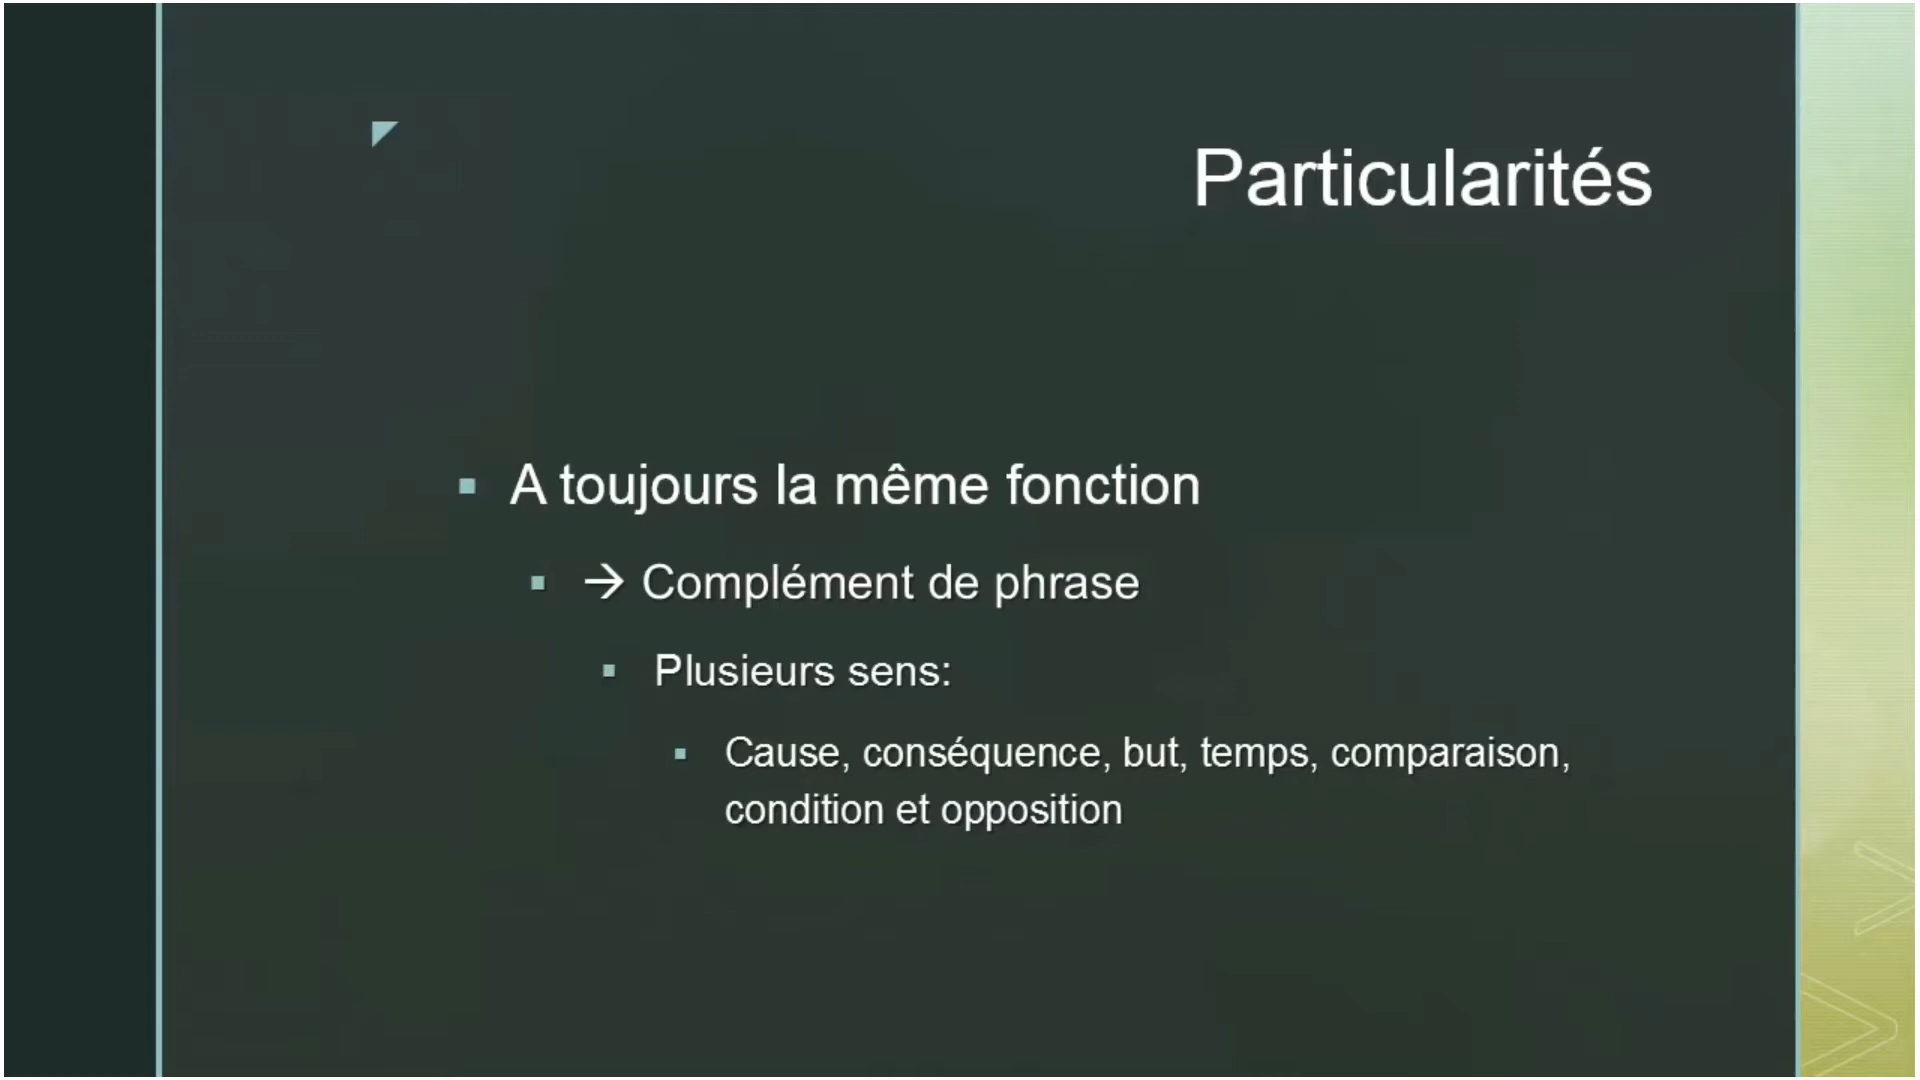 Particularités
A toujours la même fonction
→ Complément de phrase
Plusieurs sens:
Cause, conséquence, but, temps, comparaison,
condition et opposition